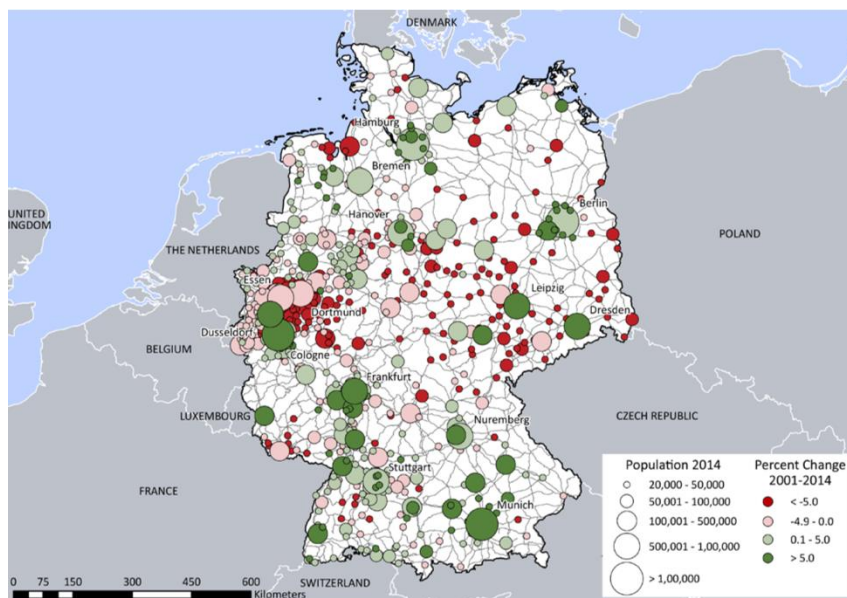 DENMARK
Hamburg
Bremen
UNITED
KINGDOM
Hanover
Berlin
THE NETHERLANDS
POLAND
Essen
Leipzig
Dortmund
Dresden
Dusseldorf
BELGIUM
Cologne
Frankfurt
LUXEMBOURG
CZECH REPUBLIC
Nuremberg
Stuttgart
FRANCE
Munich
SWITZERLAND
Population 2014
20,000 - 50,000
50,001 - 100,000
100,001 - 500,000
500,001 - 1,00,000
> 1,00,000
Percent Change
2001-2014
< -5.0
-4.9 - 0.0
0.1 - 5.0
> 5.0
0 75 150 300 450 600
Kilometers